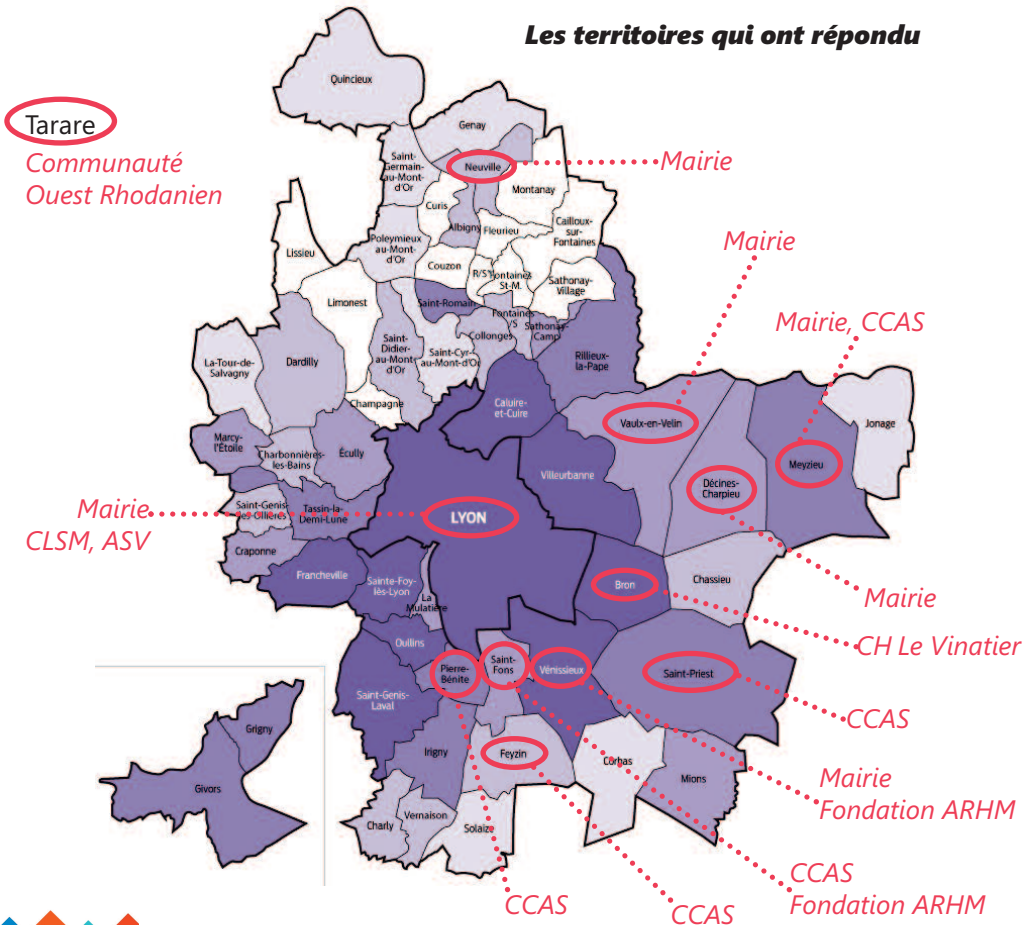 Les territoires qui ont répondu
Tarare
Communauté
Ouest Rhodanien
Quincieux
Genay
Neuville
Mairie
Saint-
Germain-
au-Mont-
d'Or
Montanay
Curis
Albigny
Fleurieu
Cailloux-
sur-
Fontaines
Poleymieux
au-Mont-
d'Or
Lissieu
Couzon
R/S
Fontaines
St-M.
Sathonay-
Village
Mairie
Limonest
Saint-Romain
Fontaines
/S
Sathonay-
Camp
Collonges
Mairie, CCAS
Saint-
Didier-
au-Mont-
d'Or
Saint-Cyr-
au-Mont-d'Or
Rillieux-
la-Pape
La-Tour-de-
Salvagny
Dardilly
Champagne
Caluire-
et-Cuire
Vaulx-en-Velin
Jonage
Marcy-
l'Étoile
Charbonnières-
les-Bains
Écully
Villeurbanne
Décines-
Charpieu
Meyzieu
Mairie
CLSM, ASV
Saint-Genis-
les-Ollières
Tassin-la-
Demi-Lune
LYON
Craponne
Francheville
Sainte-Foy-
lès-Lyon
La
Mulatière
Bron
Chassieu
Mairie
CH Le Vinatier
Oullins
Pierre-
Bénite
Saint-
Fons
Vénissieux
Saint-Priest
Saint-Genis-
Laval
CCAS
Irigny
Feyzin
Corbas
Mions
Grigny
Givors
Charly
Vernaison
Solaize
Mairie
Fondation ARHM
CCAS
Fondation ARHM
CCAS
CCAS